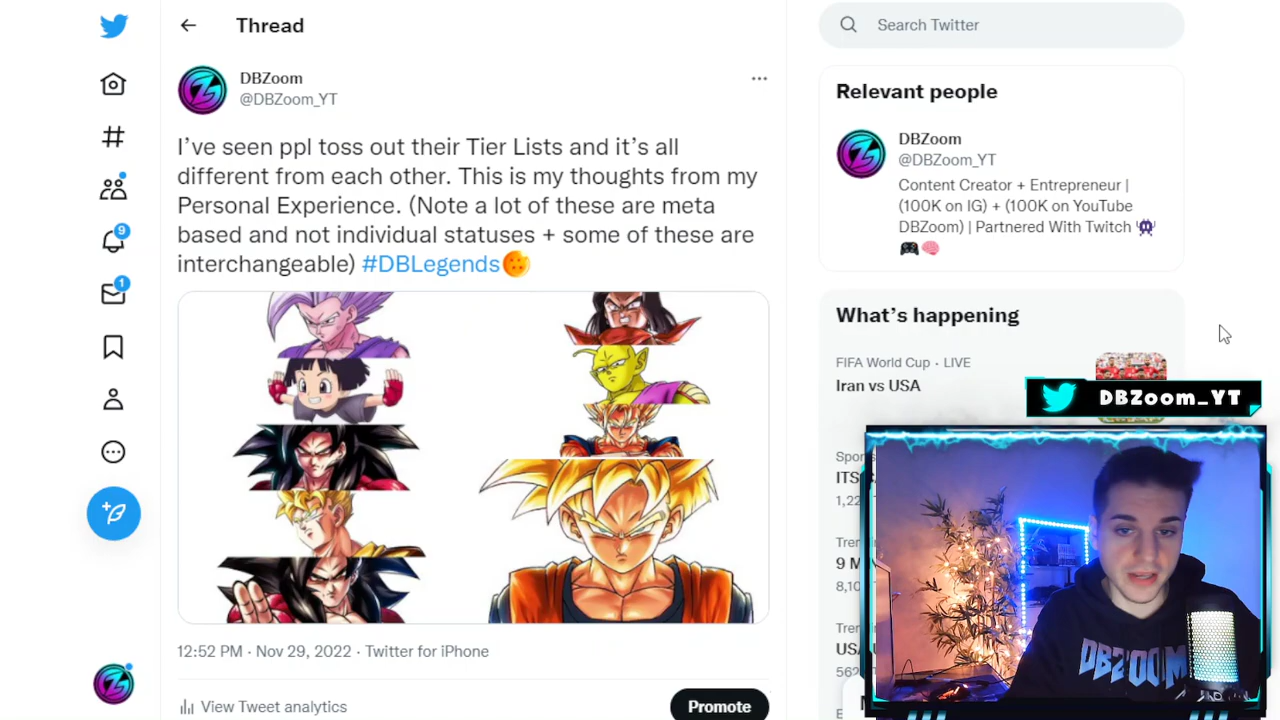 Thread
DBZoom
@DBZoom_YT
I've seen ppl toss out their Tier Lists and it's all
different from each other. This is my thoughts from my
Personal Experience. (Note a lot of these are meta
based and not individual statuses + some of these are
interchangeable) #DBLegends
12:52 PM · Nov 29, 2022 · Twitter for iPhone
View Tweet analytics
Promote
9
1
Search Twitter
Relevant people
DBZoom
@DBZoom_YT
Content Creator + Entrepreneur |
(100K on IG) + (100K on YouTube
DBZoom) | Partnered With Twitch
What's happening
FIFA World Cup · LIVE
Iran vs USA
DBZoom_YT
DBZOOM